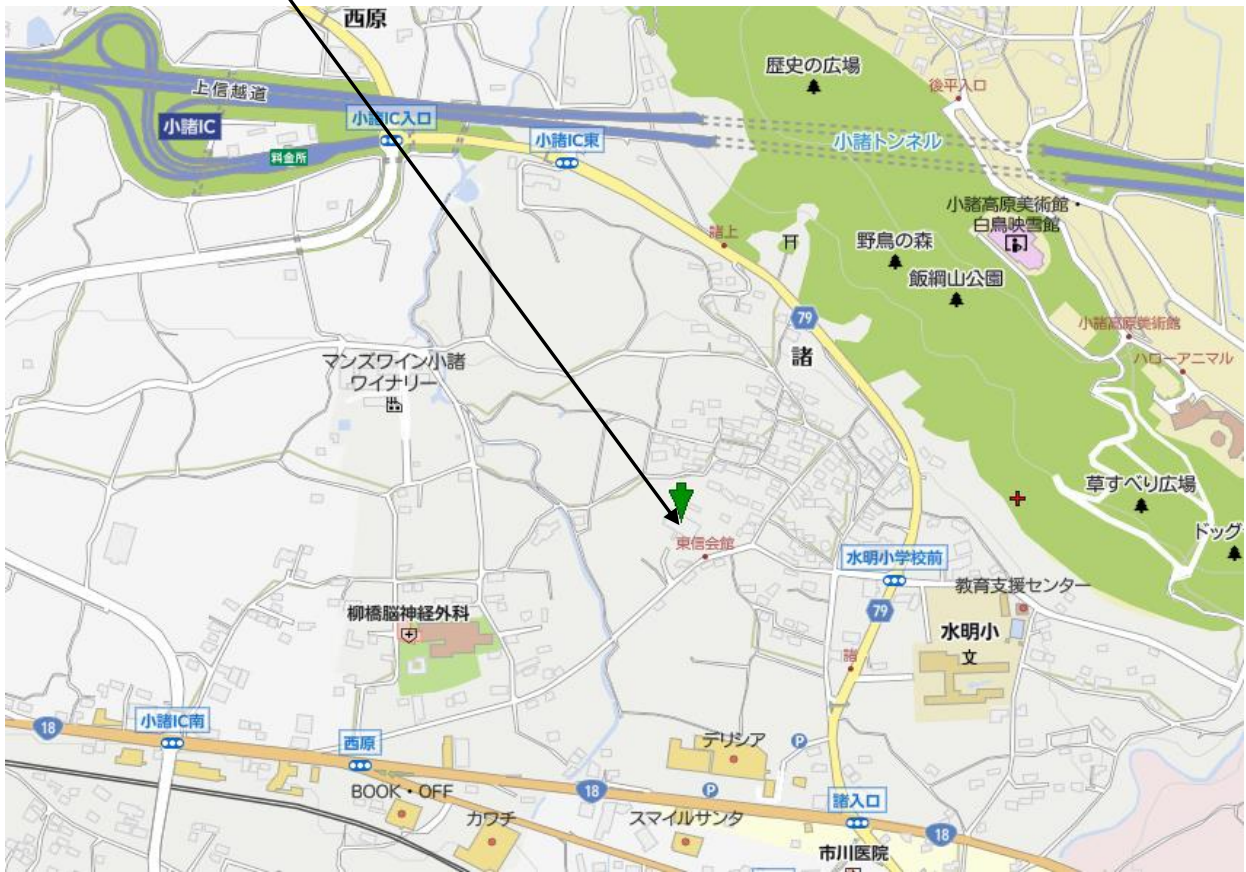 西原
歴史の広場
後平入口
上信越道
小諸IC
小諸IC入口
小諸IC東
料金所
小諸トンネル
小諸高原美術館・
白鳥映雪館
諸上
野鳥の森
飯綱山公園
79
小諸高原美術館
諸
ハローアニマル
マンズワイン小諸
ワイナリー
草すべり広場
東信会館
水明小学校前
ドッグ
教育支援センター
柳橋脳神経外科
79
水明小
文
諸
18
小諸IC南
西原
デリシア
P
BOOK・OFF
18
P
諸入口
カワチ
スマイルサンタ
18
市川医院